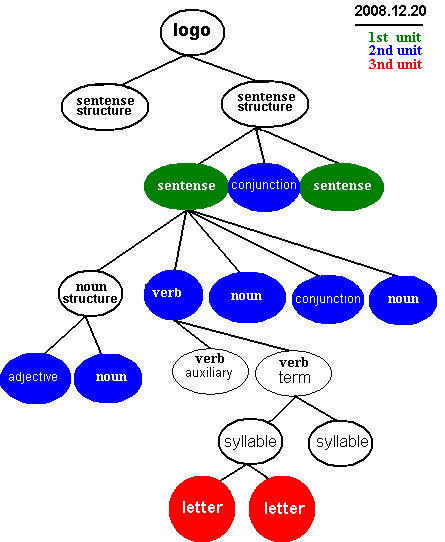 2008.12.20
logo
1st unit
2nd unit
3nd unit
sentense
structure
sentense
structure
sentense
conjunction
sentense
noun
structure
verb
noun
conjunction
noun
adjective
noun
verb
auxiliary
verb
term
syllable
syllable
letter
letter